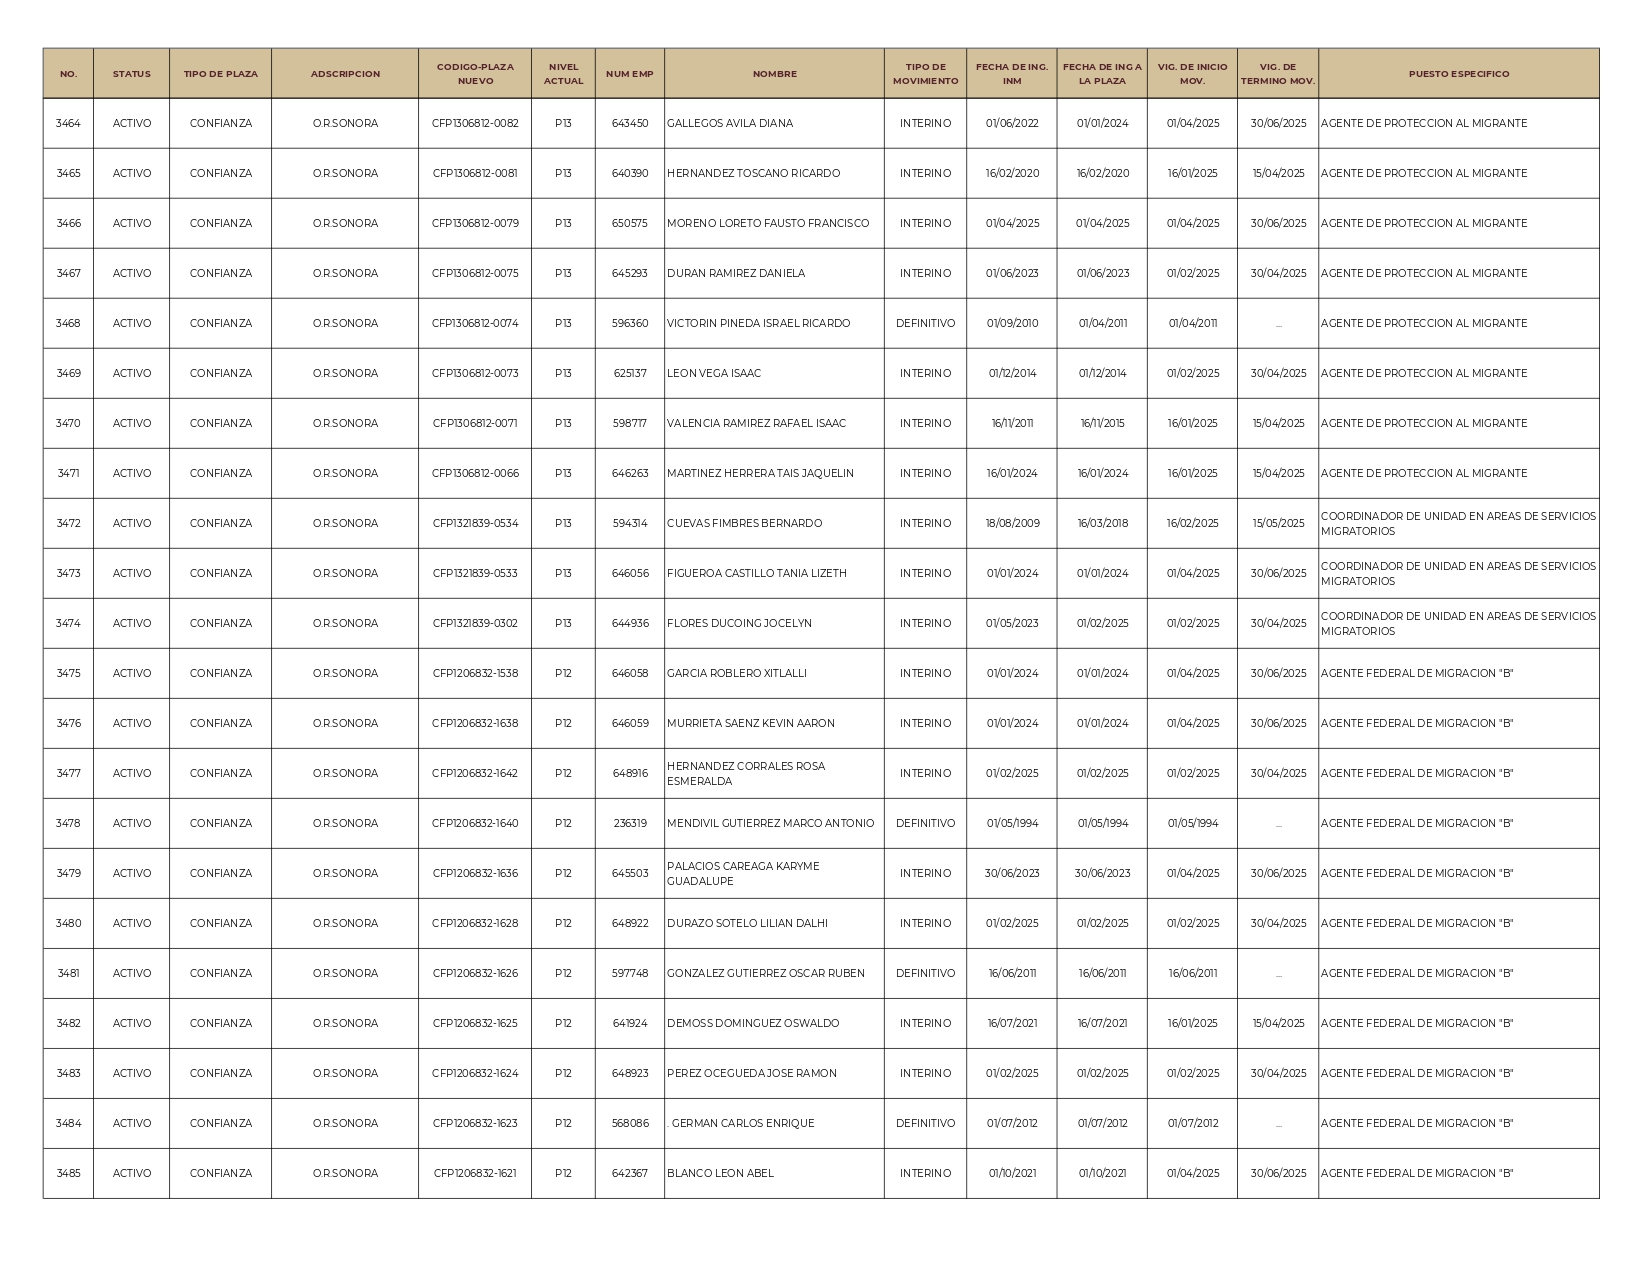 NO. STATUS TIPO DE PLAZA ADSCRIPCION CODIGO-PLAZA NUEVO NIVEL ACTUAL NUM EMP NOMBRE TIPO DE MOVIMIENTO FECHA DE ING. INM FECHA DE ING A LA PLAZA VIG. DE INICIO MOV. VIG. DE TERMINO MOV. PUESTO ESPECIFICO
3464 ACTIVO CONFIANZA O.R.SONORA CFP1306812-0082 P13 643450 GALLEGOS AVILA DIANA INTERINO 01/06/2022 01/01/2024 01/04/2025 30/06/2025 AGENTE DE PROTECCION AL MIGRANTE
3465 ACTIVO CONFIANZA O.R.SONORA CFP1306812-0081 P13 640390 HERNANDEZ TOSCANO RICARDO INTERINO 16/02/2020 16/02/2020 16/01/2025 15/04/2025 AGENTE DE PROTECCION AL MIGRANTE
3466 ACTIVO CONFIANZA O.R.SONORA CFP1306812-0079 P13 650575 MORENO LORETO FAUSTO FRANCISCO INTERINO 01/04/2025 01/04/2025 01/04/2025 30/06/2025 AGENTE DE PROTECCION AL MIGRANTE
3467 ACTIVO CONFIANZA O.R.SONORA CFP1306812-0075 P13 645293 DURAN RAMIREZ DANIELA INTERINO 01/06/2023 01/06/2023 01/02/2025 30/04/2025 AGENTE DE PROTECCION AL MIGRANTE
3468 ACTIVO CONFIANZA O.R.SONORA CFP1306812-0074 P13 596360 VICTORIN PINEDA ISRAEL RICARDO DEFINITIVO 01/09/2010 01/04/2011 01/04/2011 ... AGENTE DE PROTECCION AL MIGRANTE
3469 ACTIVO CONFIANZA O.R.SONORA CFP1306812-0073 P13 625137 LEON VEGA ISAAC INTERINO 01/12/2014 01/12/2014 01/02/2025 30/04/2025 AGENTE DE PROTECCION AL MIGRANTE
3470 ACTIVO CONFIANZA O.R.SONORA CFP1306812-0071 P13 598717 VALENCIA RAMIREZ RAFAEL ISAAC INTERINO 16/11/2011 16/11/2015 16/01/2025 15/04/2025 AGENTE DE PROTECCION AL MIGRANTE
3471 ACTIVO CONFIANZA O.R.SONORA CFP1306812-0066 P13 646263 MARTINEZ HERRERA TAIS JAQUELIN INTERINO 16/01/2024 16/01/2024 16/01/2025 15/04/2025 AGENTE DE PROTECCION AL MIGRANTE
3472 ACTIVO CONFIANZA O.R.SONORA CFP1321839-0534 P13 594314 CUEVAS FIMBRES BERNARDO INTERINO 18/08/2009 16/03/2018 16/02/2025 15/05/2025 COORDINADOR DE UNIDAD EN AREAS DE SERVICIOS MIGRATORIOS
3473 ACTIVO CONFIANZA O.R.SONORA CFP1321839-0533 P13 646056 FIGUEROA CASTILLO TANIA LIZETH INTERINO 01/01/2024 01/01/2024 01/04/2025 30/06/2025 COORDINADOR DE UNIDAD EN AREAS DE SERVICIOS MIGRATORIOS
3474 ACTIVO CONFIANZA O.R.SONORA CFP1321839-0302 P13 644936 FLORES DUCOING JOCELYN INTERINO 01/05/2023 01/02/2025 01/02/2025 30/04/2025 COORDINADOR DE UNIDAD EN AREAS DE SERVICIOS MIGRATORIOS
3475 ACTIVO CONFIANZA O.R.SONORA CFP1206832-1538 P12 646058 GARCIA ROBLERO XITLALLI INTERINO 01/01/2024 01/01/2024 01/04/2025 30/06/2025 AGENTE FEDERAL DE MIGRACION "B"
3476 ACTIVO CONFIANZA O.R.SONORA CFP1206832-1638 P12 646059 MURRIETA SAENZ KEVIN AARON INTERINO 01/01/2024 01/01/2024 01/04/2025 30/06/2025 AGENTE FEDERAL DE MIGRACION "B"
3477 ACTIVO CONFIANZA O.R.SONORA CFP1206832-1642 P12 648916 HERNANDEZ CORRALES ROSA ESMERALDA INTERINO 01/02/2025 01/02/2025 01/02/2025 30/04/2025 AGENTE FEDERAL DE MIGRACION "B"
3478 ACTIVO CONFIANZA O.R.SONORA CFP1206832-1640 P12 236319 MENDIVIL GUTIERREZ MARCO ANTONIO DEFINITIVO 01/05/1994 01/05/1994 01/05/1994 ... AGENTE FEDERAL DE MIGRACION "B"
3479 ACTIVO CONFIANZA O.R.SONORA CFP1206832-1636 P12 645503 PALACIOS CAREAGA KARYME GUADALUPE INTERINO 30/06/2023 30/06/2023 01/04/2025 30/06/2025 AGENTE FEDERAL DE MIGRACION "B"
3480 ACTIVO CONFIANZA O.R.SONORA CFP1206832-1628 P12 648922 DURAZO SOTELO LILIAN DALHI INTERINO 01/02/2025 01/02/2025 01/02/2025 30/04/2025 AGENTE FEDERAL DE MIGRACION "B"
3481 ACTIVO CONFIANZA O.R.SONORA CFP1206832-1626 P12 597748 GONZALEZ GUTIERREZ OSCAR RUBEN DEFINITIVO 16/06/2011 16/06/2011 16/06/2011 ... AGENTE FEDERAL DE MIGRACION "B"
3482 ACTIVO CONFIANZA O.R.SONORA CFP1206832-1625 P12 641924 DEMOSS DOMINGUEZ OSWALDO INTERINO 16/07/2021 16/07/2021 16/01/2025 15/04/2025 AGENTE FEDERAL DE MIGRACION "B"
3483 ACTIVO CONFIANZA O.R.SONORA CFP1206832-1624 P12 648923 PEREZ OCEGUEDA JOSE RAMON INTERINO 01/02/2025 01/02/2025 01/02/2025 30/04/2025 AGENTE FEDERAL DE MIGRACION "B"
3484 ACTIVO CONFIANZA O.R.SONORA CFP1206832-1623 P12 568086 . GERMAN CARLOS ENRIQUE DEFINITIVO 01/07/2012 01/07/2012 01/07/2012 ... AGENTE FEDERAL DE MIGRACION "B"
3485 ACTIVO CONFIANZA O.R.SONORA CFP1206832-1621 P12 642367 BLANCO LEON ABEL INTERINO 01/10/2021 01/10/2021 01/04/2025 30/06/2025 AGENTE FEDERAL DE MIGRACION "B"